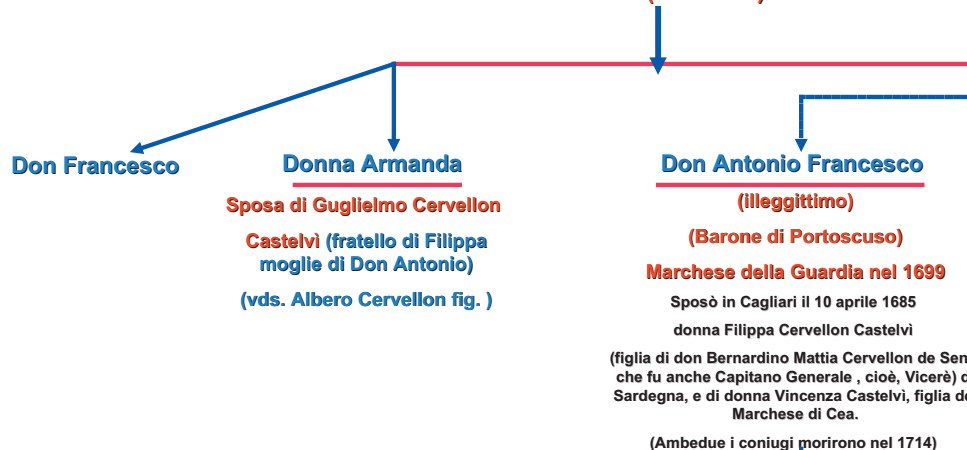 Don Francesco
Donna Armanda
Sposa di Guglielmo Cervellon
Castelvì (fratello di Filippa
moglie di Don Antonio)
(vds. Albero Cervellon fig. )
Don Antonio Francesco
(illeggittimo)
(Barone di Portoscuso)
Marchese della Guardia nel 1699
Sposò in Cagliari il 10 aprile 1685
donna Filippa Cervellon Castelvì
(figlia di don Bernardino Mattia Cervellon de Sen
che fu anche Capitano Generale , cioè, Vicerè) d
Sardegna, e di donna Vincenza Castelvì, figlia de
Marchese di Cea.
(Ambedue i coniugi morirono nel 1714)